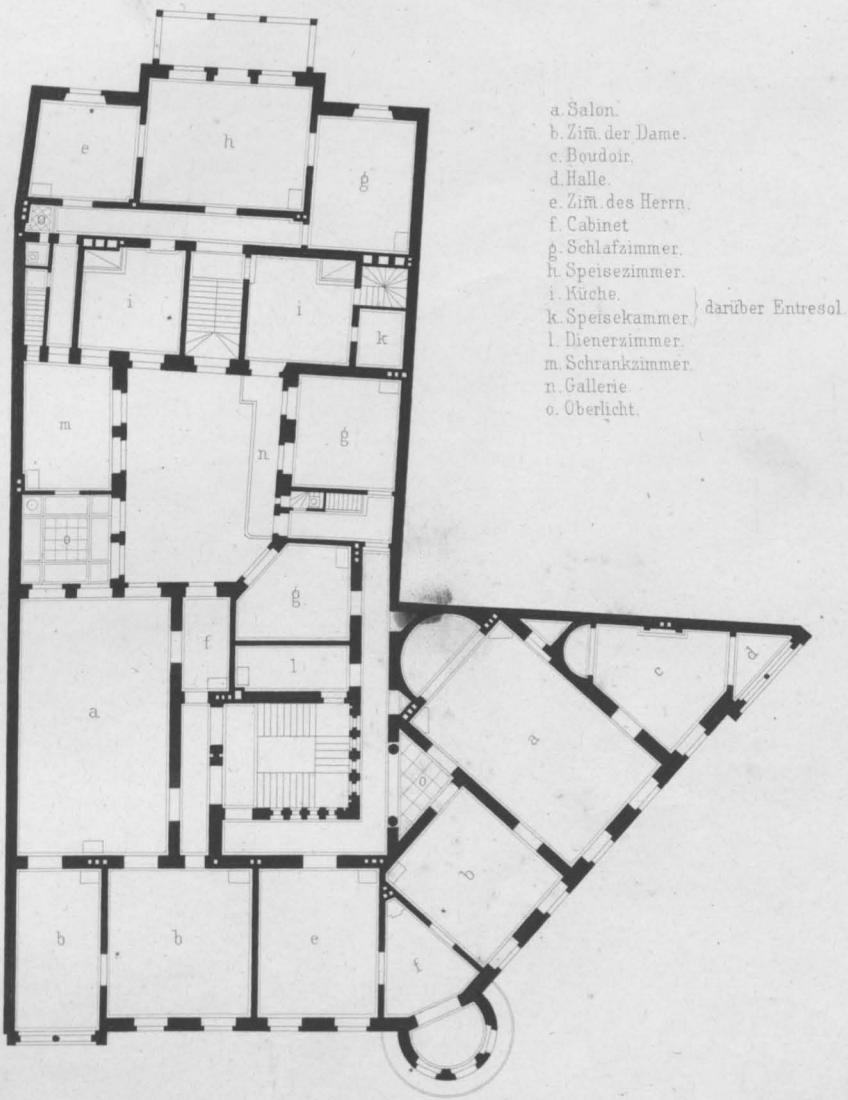 a. Salon.
b. Zim̅. der Dame.
c. Boudoir.
d. Halle.
e. Zim̅. des Herrn.
f. Cabinet
g. Schlafzimmer.
h. Speisezimmer.
i. Küche.
k. Speisekammer. } darüber Entresol.
l. Dienerzimmer.
m. Schrankzimmer.
n. Gallerie
o. Oberlicht.
e
h
g
o
i
i
k
m
n
g
o
g
f
l
a
c
d
a
o
b
b
b
e
f